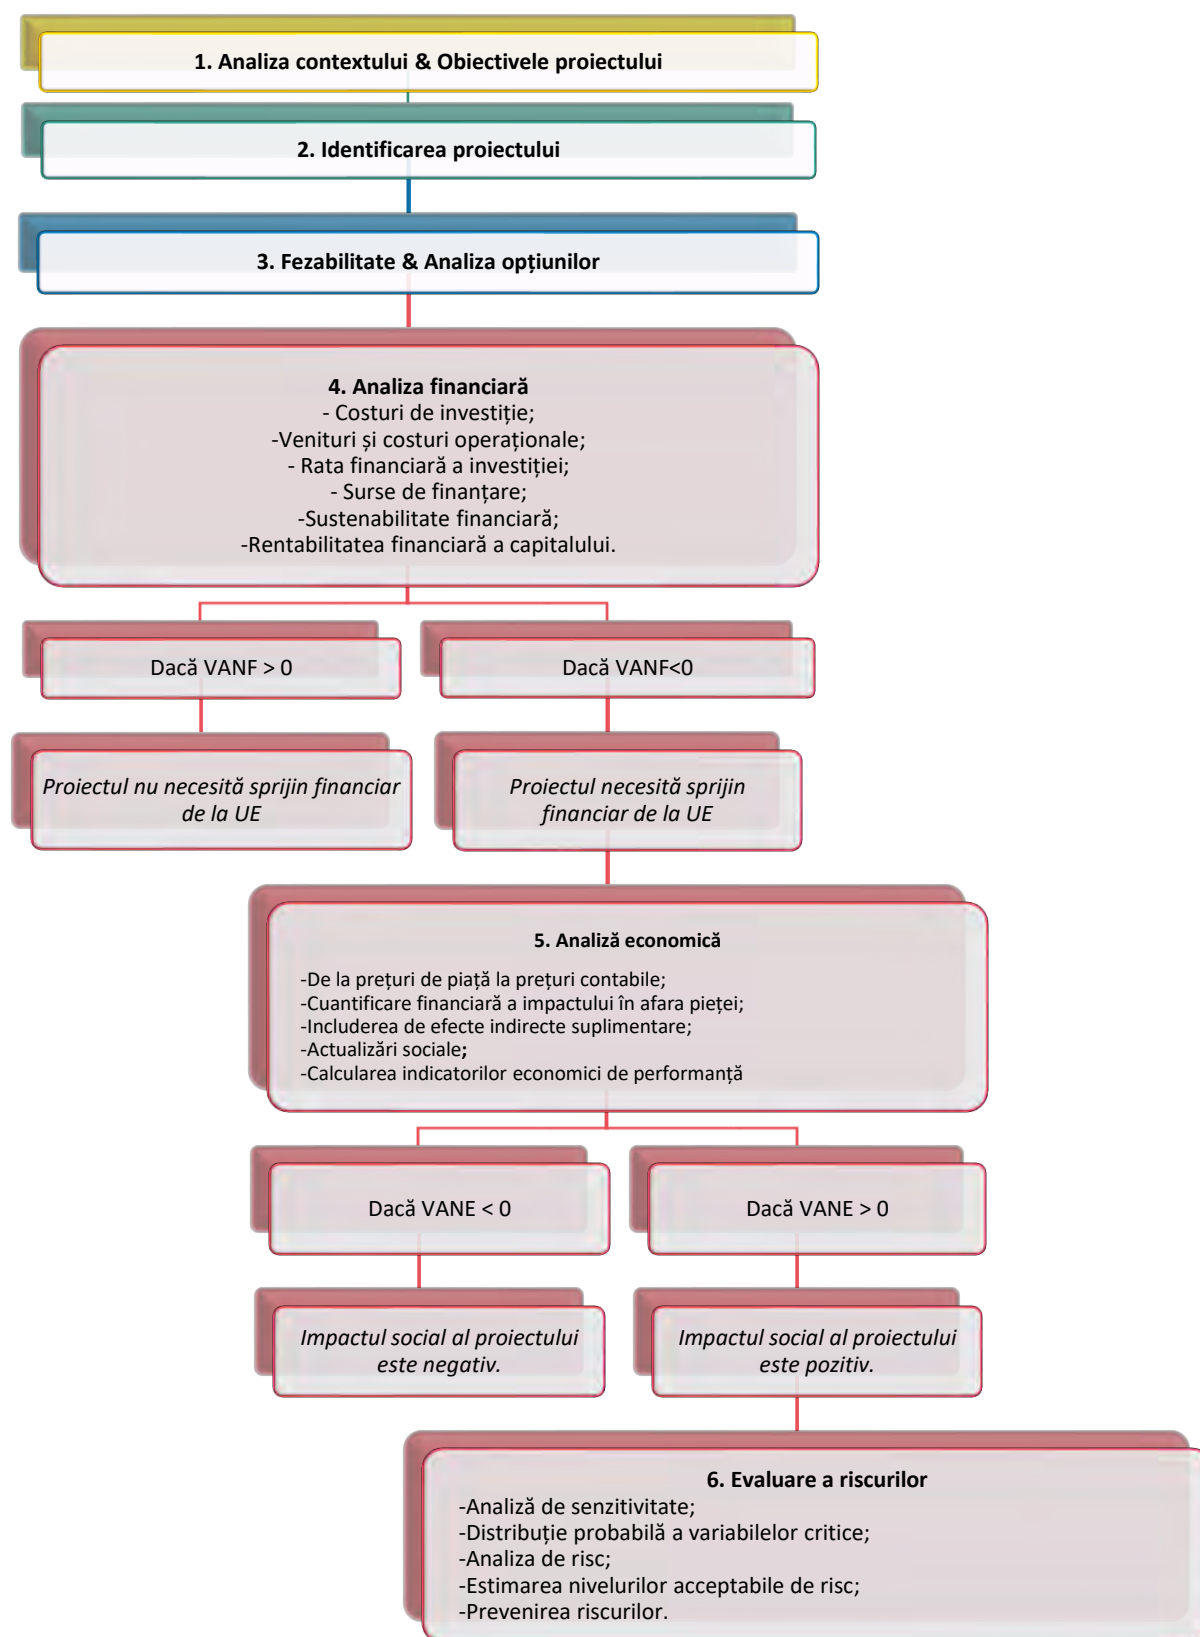 1. Analiza contextului & Obiectivele proiectului
2. Identificarea proiectului
3. Fezabilitate & Analiza opțiunilor
4. Analiza financiară
- Costuri de investiție;
-Venituri și costuri operaționale;
- Rata financiară a investiției;
- Surse de finanțare;
-Sustenabilitate financiară;
-Rentabilitatea financiară a capitalului.
Dacă VANF > 0
Dacă VANF<0
Proiectul nu necesită sprijin financiar
de la UE
Proiectul necesită sprijin
financiar de la UE
5. Analiză economică
-De la prețuri de piață la prețuri contabile;
-Cuantificare financiară a impactului în afara pieței;
-Includerea de efecte indirecte suplimentare;
-Actualizări sociale;
-Calcularea indicatorilor economici de performanță
Dacă VANE < 0
Dacă VANE > 0
Impactul social al proiectului
este negativ.
Impactul social al proiectului
este pozitiv.
6. Evaluare a riscurilor
-Analiză de senzitivitate;
-Distribuție probabilă a variabilelor critice;
-Analiza de risc;
-Estimarea nivelurilor acceptabile de risc;
-Prevenirea riscurilor.